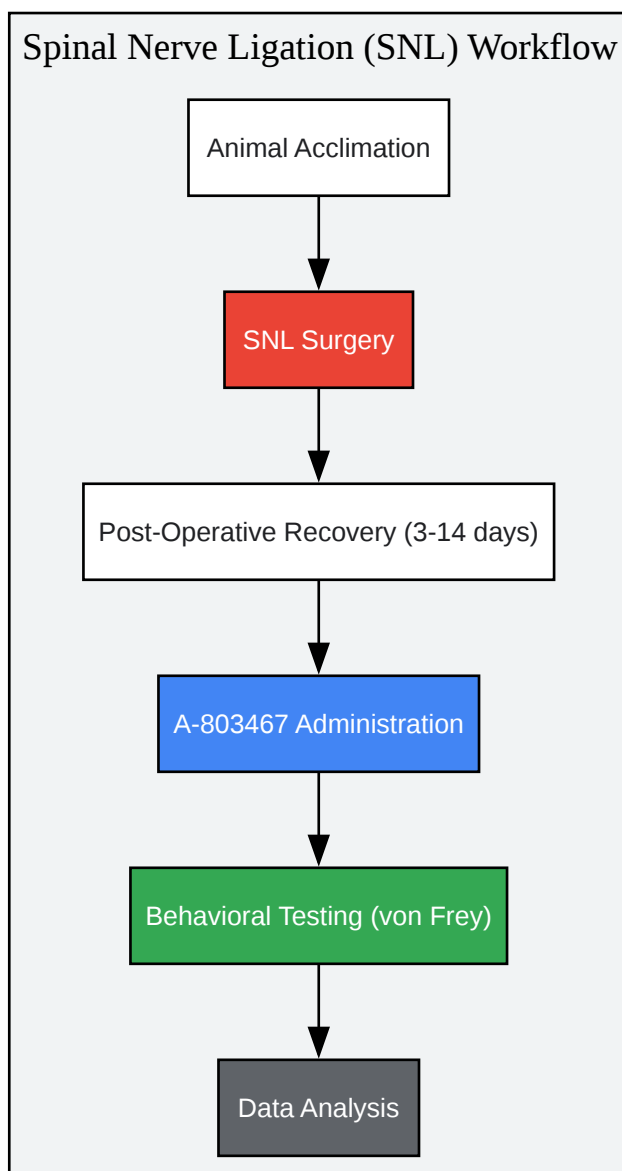 Spinal Nerve Ligation (SNL) Workflow
Animal Acclimation
SNL Surgery
Post-Operative Recovery (3-14 days)
A-803467 Administration
Behavioral Testing (von Frey)
Data Analysis